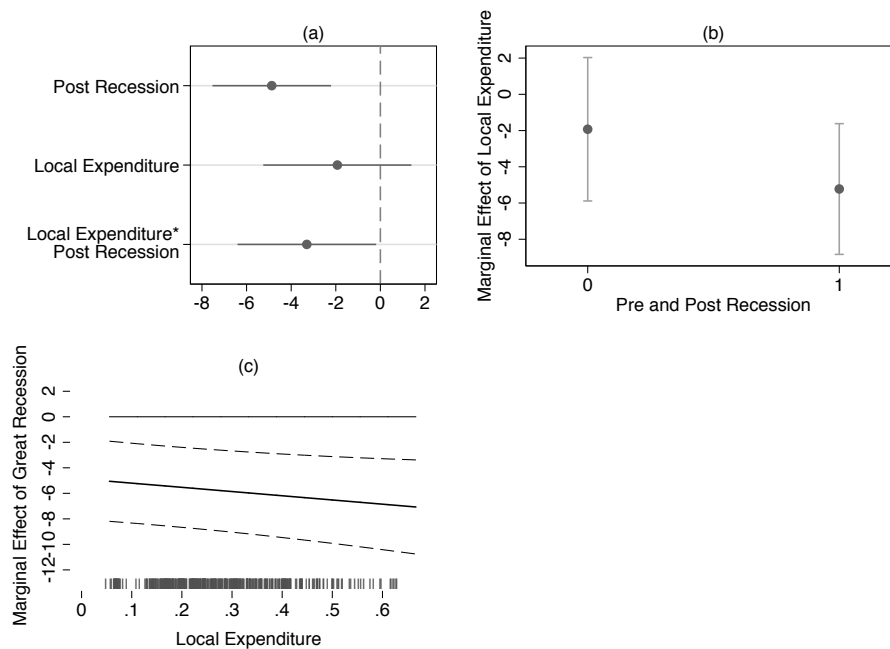 (a)
Post Recession
Local Expenditure
Local Expenditure*
Post Recession
-8 -6 -4 -2 0 2
(b)
Marginal Effect of Local Expenditure
2
0
-2
-4
-6
-8
0 1
Pre and Post Recession
(c)
Marginal Effect of Great Recession
2
0
-2
-4
-6
-8
-10
-12
0 .1 .2 .3 .4 .5 .6
Local Expenditure